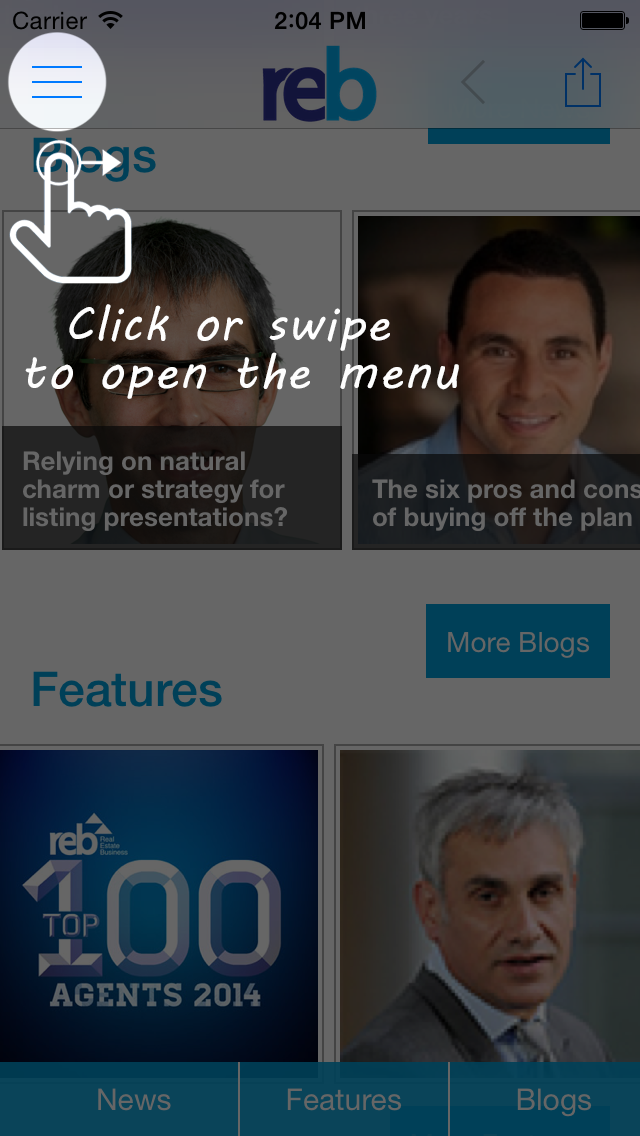 Carrier 2:04 PM
reb
Blogs
Click or swipe
to open the menu
Relying on natural
charm or strategy for
listing presentations?
The six pros and cons
of buying off the plan
More Blogs
Features
reb Real
Estate
Business
TOP 100
AGENTS 2014
News Features Blogs